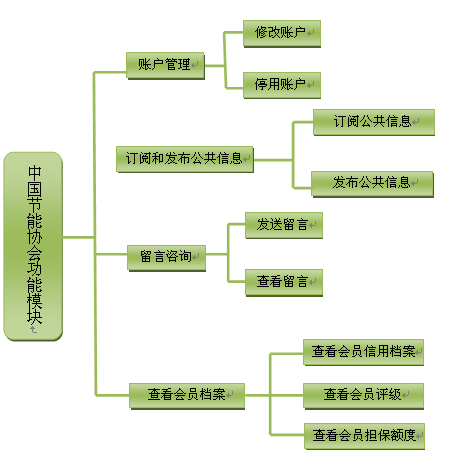 中国节能协会功能模块
账户管理
修改账户
停用账户
订阅和发布公共信息
订阅公共信息
发布公共信息
留言咨询
发送留言
查看留言
查看会员档案
查看会员信用档案
查看会员评级
查看会员担保额度